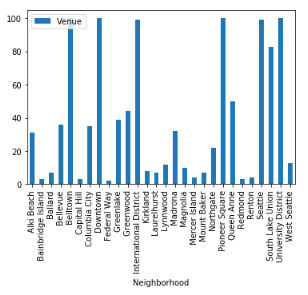 100
80
60
40
20
0
Venue
Alki Beach
Bainbridge Island
Ballard
Bellevue
Belltown
Capital Hill
Columbia City
Downtown
Federal Way
Greenlake
Greenwood
International District
Kirkland
Laurelhurst
Lynnwood
Madrona
Magnolia
Mercer Island
Mount Baker
Northgate
Pioneer Square
Queen Anne
Redmond
Renton
Seattle
South Lake Union
University District
West Seattle
Neighborhood